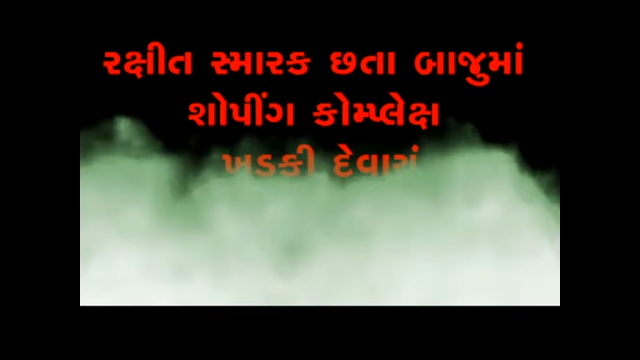 રક્ષીત સ્મારક છતા બાજુમાં
શોપીંગ કોમ્પ્લેક્ષ
ખડકી દેવાયું